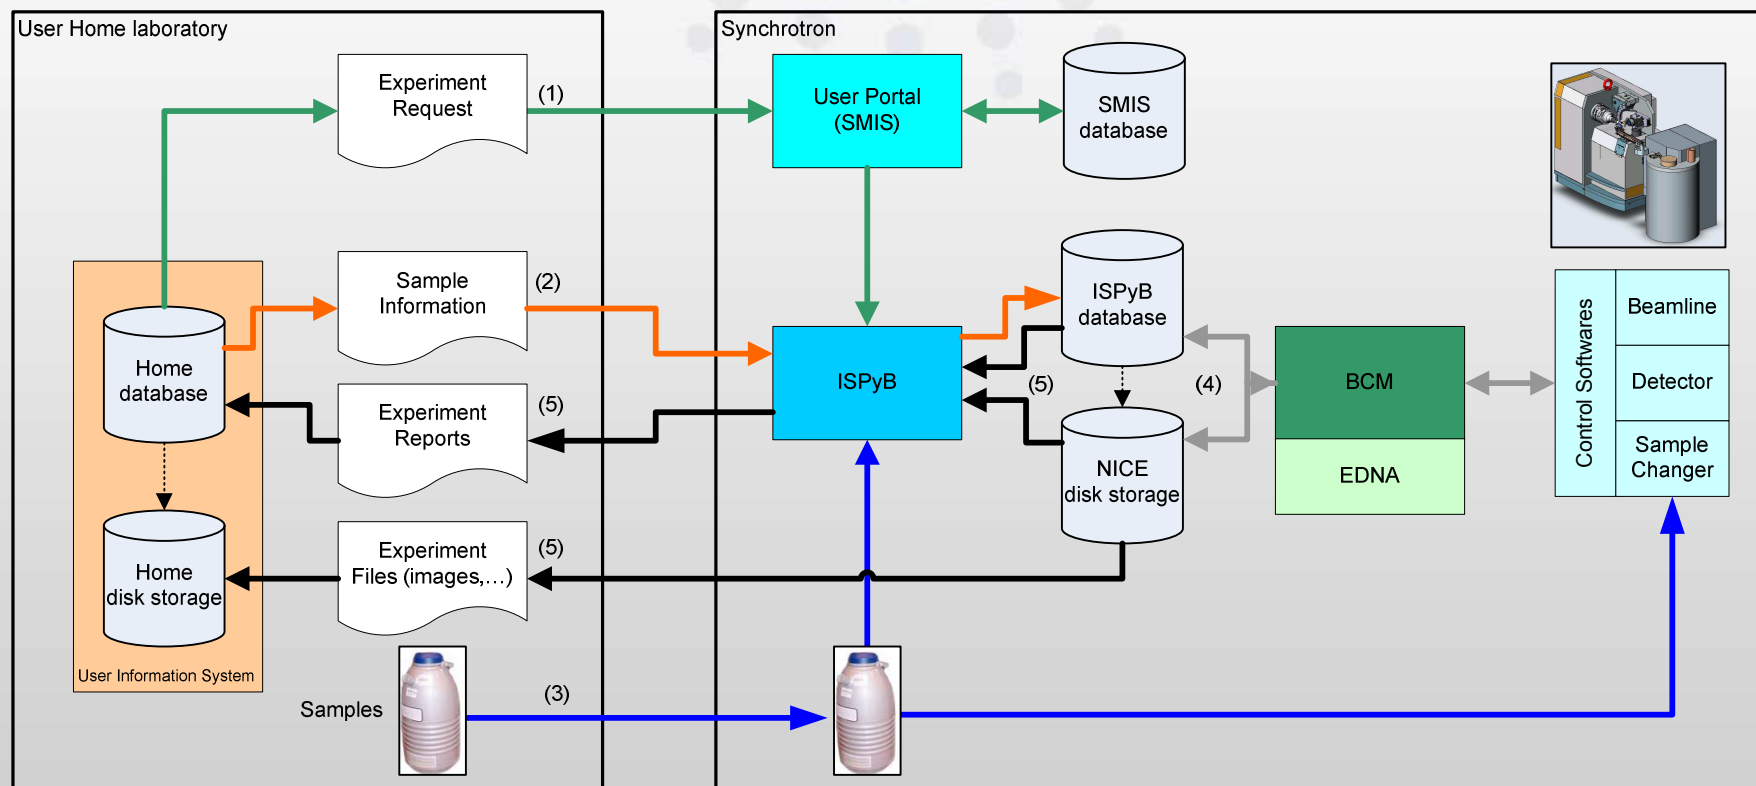 User Home laboratory
Synchrotron
Experiment
Request
(1)
User Portal
(SMIS)
SMIS
database
Sample
Information
(2)
ISPyB
database
Home
database
Experiment
Reports
(5)
ISPyB
(5)
(4)
BCM
EDNA
Control Softwares
Beamline
Detector
Sample
Changer
NICE
disk storage
Home
disk storage
Experiment
Files (images,...)
(5)
User Information System
Samples
(3)